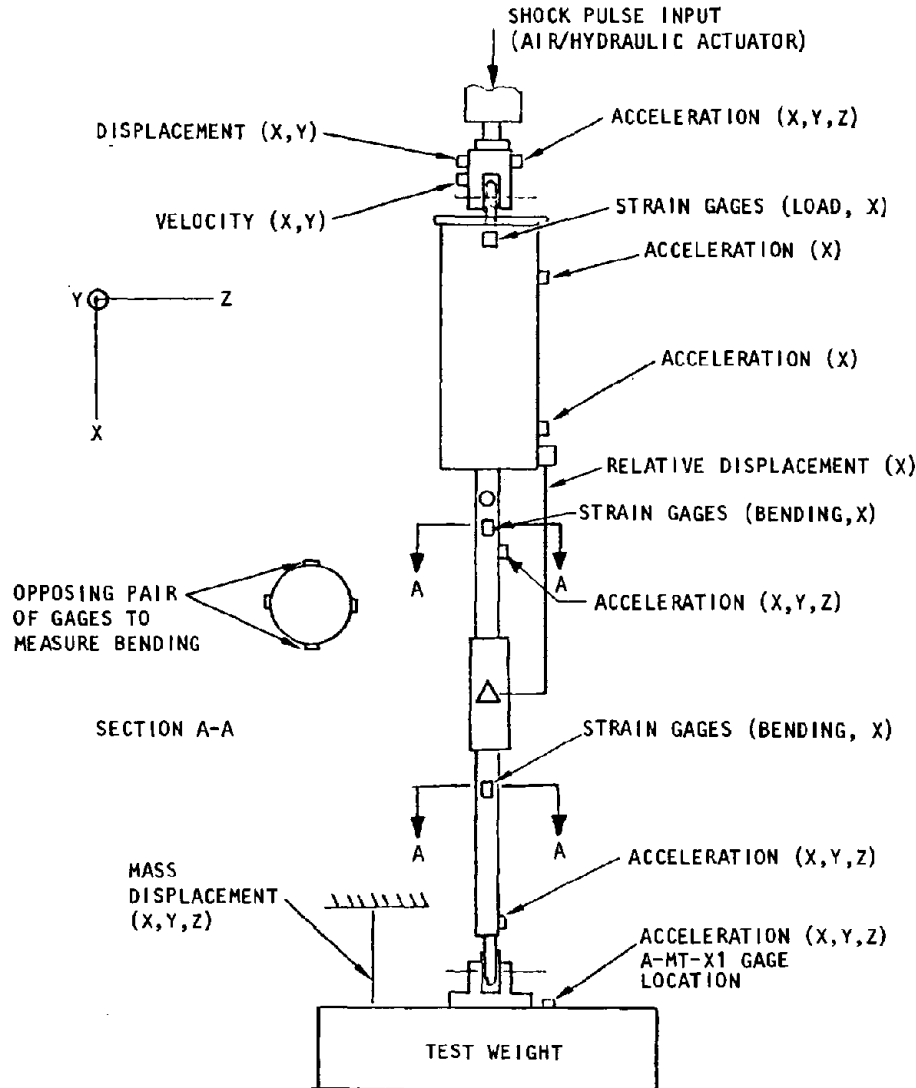 SHOCK PULSE INPUT
(AIR/HYDRAULIC ACTUATOR)
DISPLACEMENT (X,Y)
ACCELERATION (X,Y,Z)
VELOCITY (X,Y)
STRAIN GAGES (LOAD, X)
ACCELERATION (X)
Y
Z
X
ACCELERATION (X)
RELATIVE DISPLACEMENT (X)
STRAIN GAGES (BENDING,X)
A
A
OPPOSING PAIR
OF GAGES TO
MEASURE BENDING
ACCELERATION (X,Y,Z)
SECTION A-A
STRAIN GAGES (BENDING, X)
A
A
MASS
DISPLACEMENT
(X,Y,Z)
ACCELERATION (X,Y,Z)
ACCELERATION (X,Y,Z)
A-MT-X1 GAGE
LOCATION
TEST WEIGHT